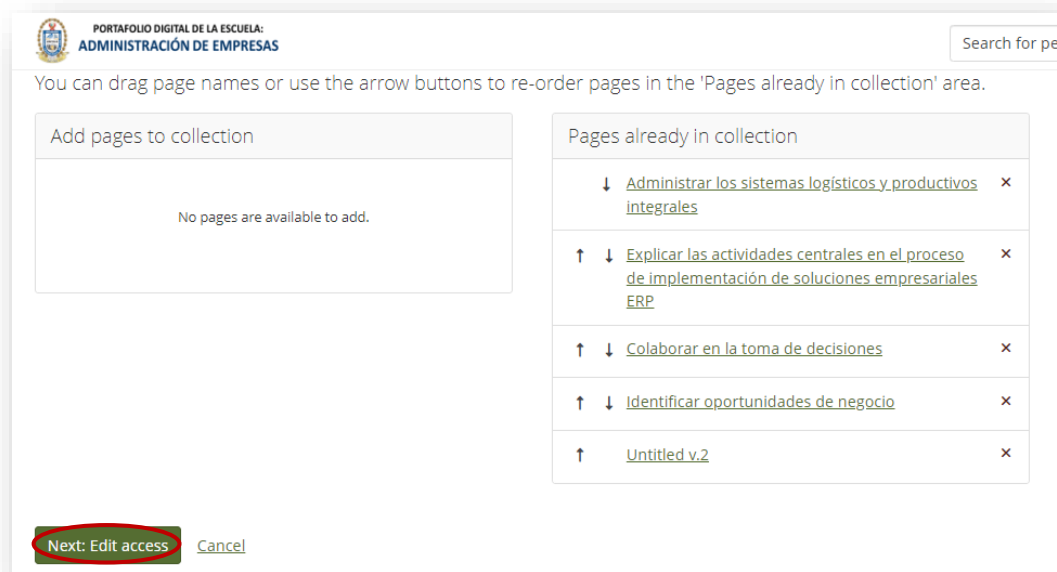 PORTAFOLIO DIGITAL DE LA ESCUELA:
ADMINISTRACIÓN DE EMPRESAS
Search for pe
You can drag page names or use the arrow buttons to re-order pages in the 'Pages already in collection' area.
Add pages to collection
No pages are available to add.
Pages already in collection
↓ Administrar los sistemas logísticos y productivos ×
integrales
↑ ↓ Explicar las actividades centrales en el proceso ×
de implementación de soluciones empresariales
ERP
↑ ↓ Colaborar en la toma de decisiones ×
↑ ↓ Identificar oportunidades de negocio ×
↑ Untitled v.2 ×
Next: Edit access Cancel